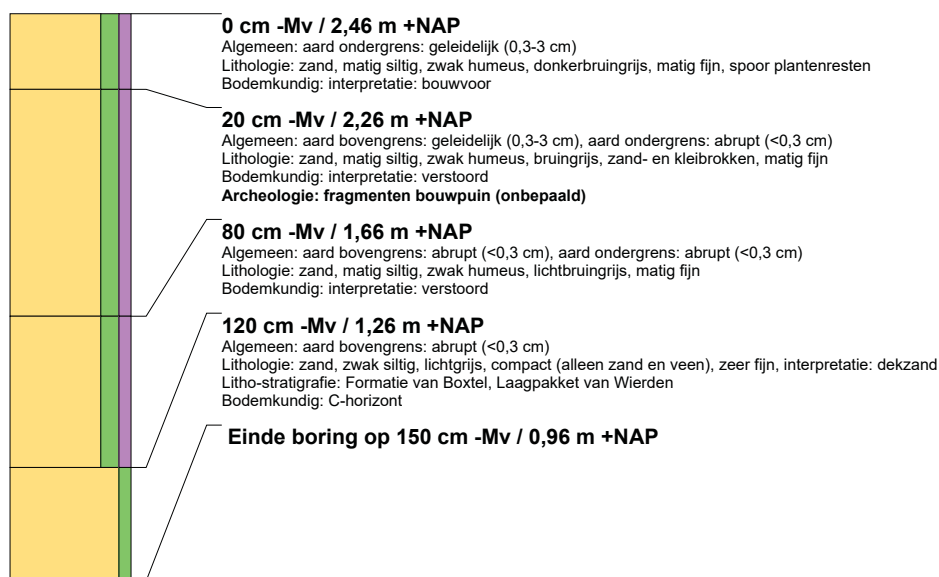 0 cm -Mv / 2,46 m +NAP
Algemeen: aard ondergrens: geleidelijk (0,3-3 cm)
Lithologie: zand, matig siltig, zwak humeus, donkerbruingrijs, matig fijn, spoor plantenresten
Bodemkundig: interpretatie: bouwvoor
20 cm -Mv / 2,26 m +NAP
Algemeen: aard bovengrens: geleidelijk (0,3-3 cm), aard ondergrens: abrupt (<0,3 cm)
Lithologie: zand, matig siltig, zwak humeus, bruingrijs, zand- en kleibrokken, matig fijn
Bodemkundig: interpretatie: verstoord
Archeologie: fragmenten bouwpuin (onbepaald)
80 cm -Mv / 1,66 m +NAP
Algemeen: aard bovengrens: abrupt (<0,3 cm), aard ondergrens: abrupt (<0,3 cm)
Lithologie: zand, matig siltig, zwak humeus, lichtbruingrijs, matig fijn
Bodemkundig: interpretatie: verstoord
120 cm -Mv / 1,26 m +NAP
Algemeen: aard bovengrens: abrupt (<0,3 cm)
Lithologie: zand, zwak siltig, lichtgrijs, compact (alleen zand en veen), zeer fijn, interpretatie: dekzand
Litho-stratigrafie: Formatie van Boxtel, Laagpakket van Wierden
Bodemkundig: C-horizont
Einde boring op 150 cm -Mv / 0,96 m +NAP